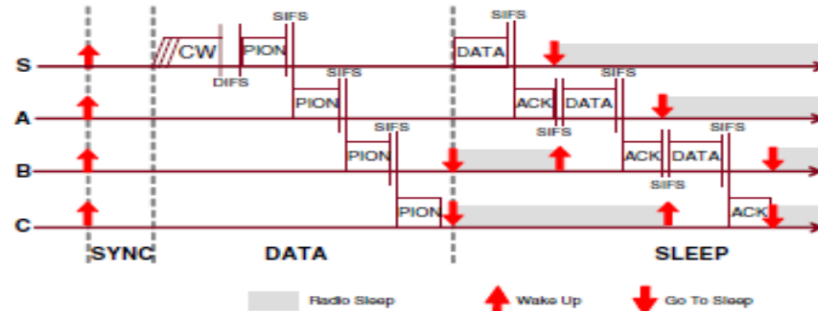 SIFS SIFS
S CW PION DATA
DIFS SIFS SIFS
A PION ACK DATA
SIFS SIFS SIFS
B PION ACK DATA
SIFS
C PION ACK
SYNC DATA SLEEP
Radio Sleep Wake Up Go To Sleep